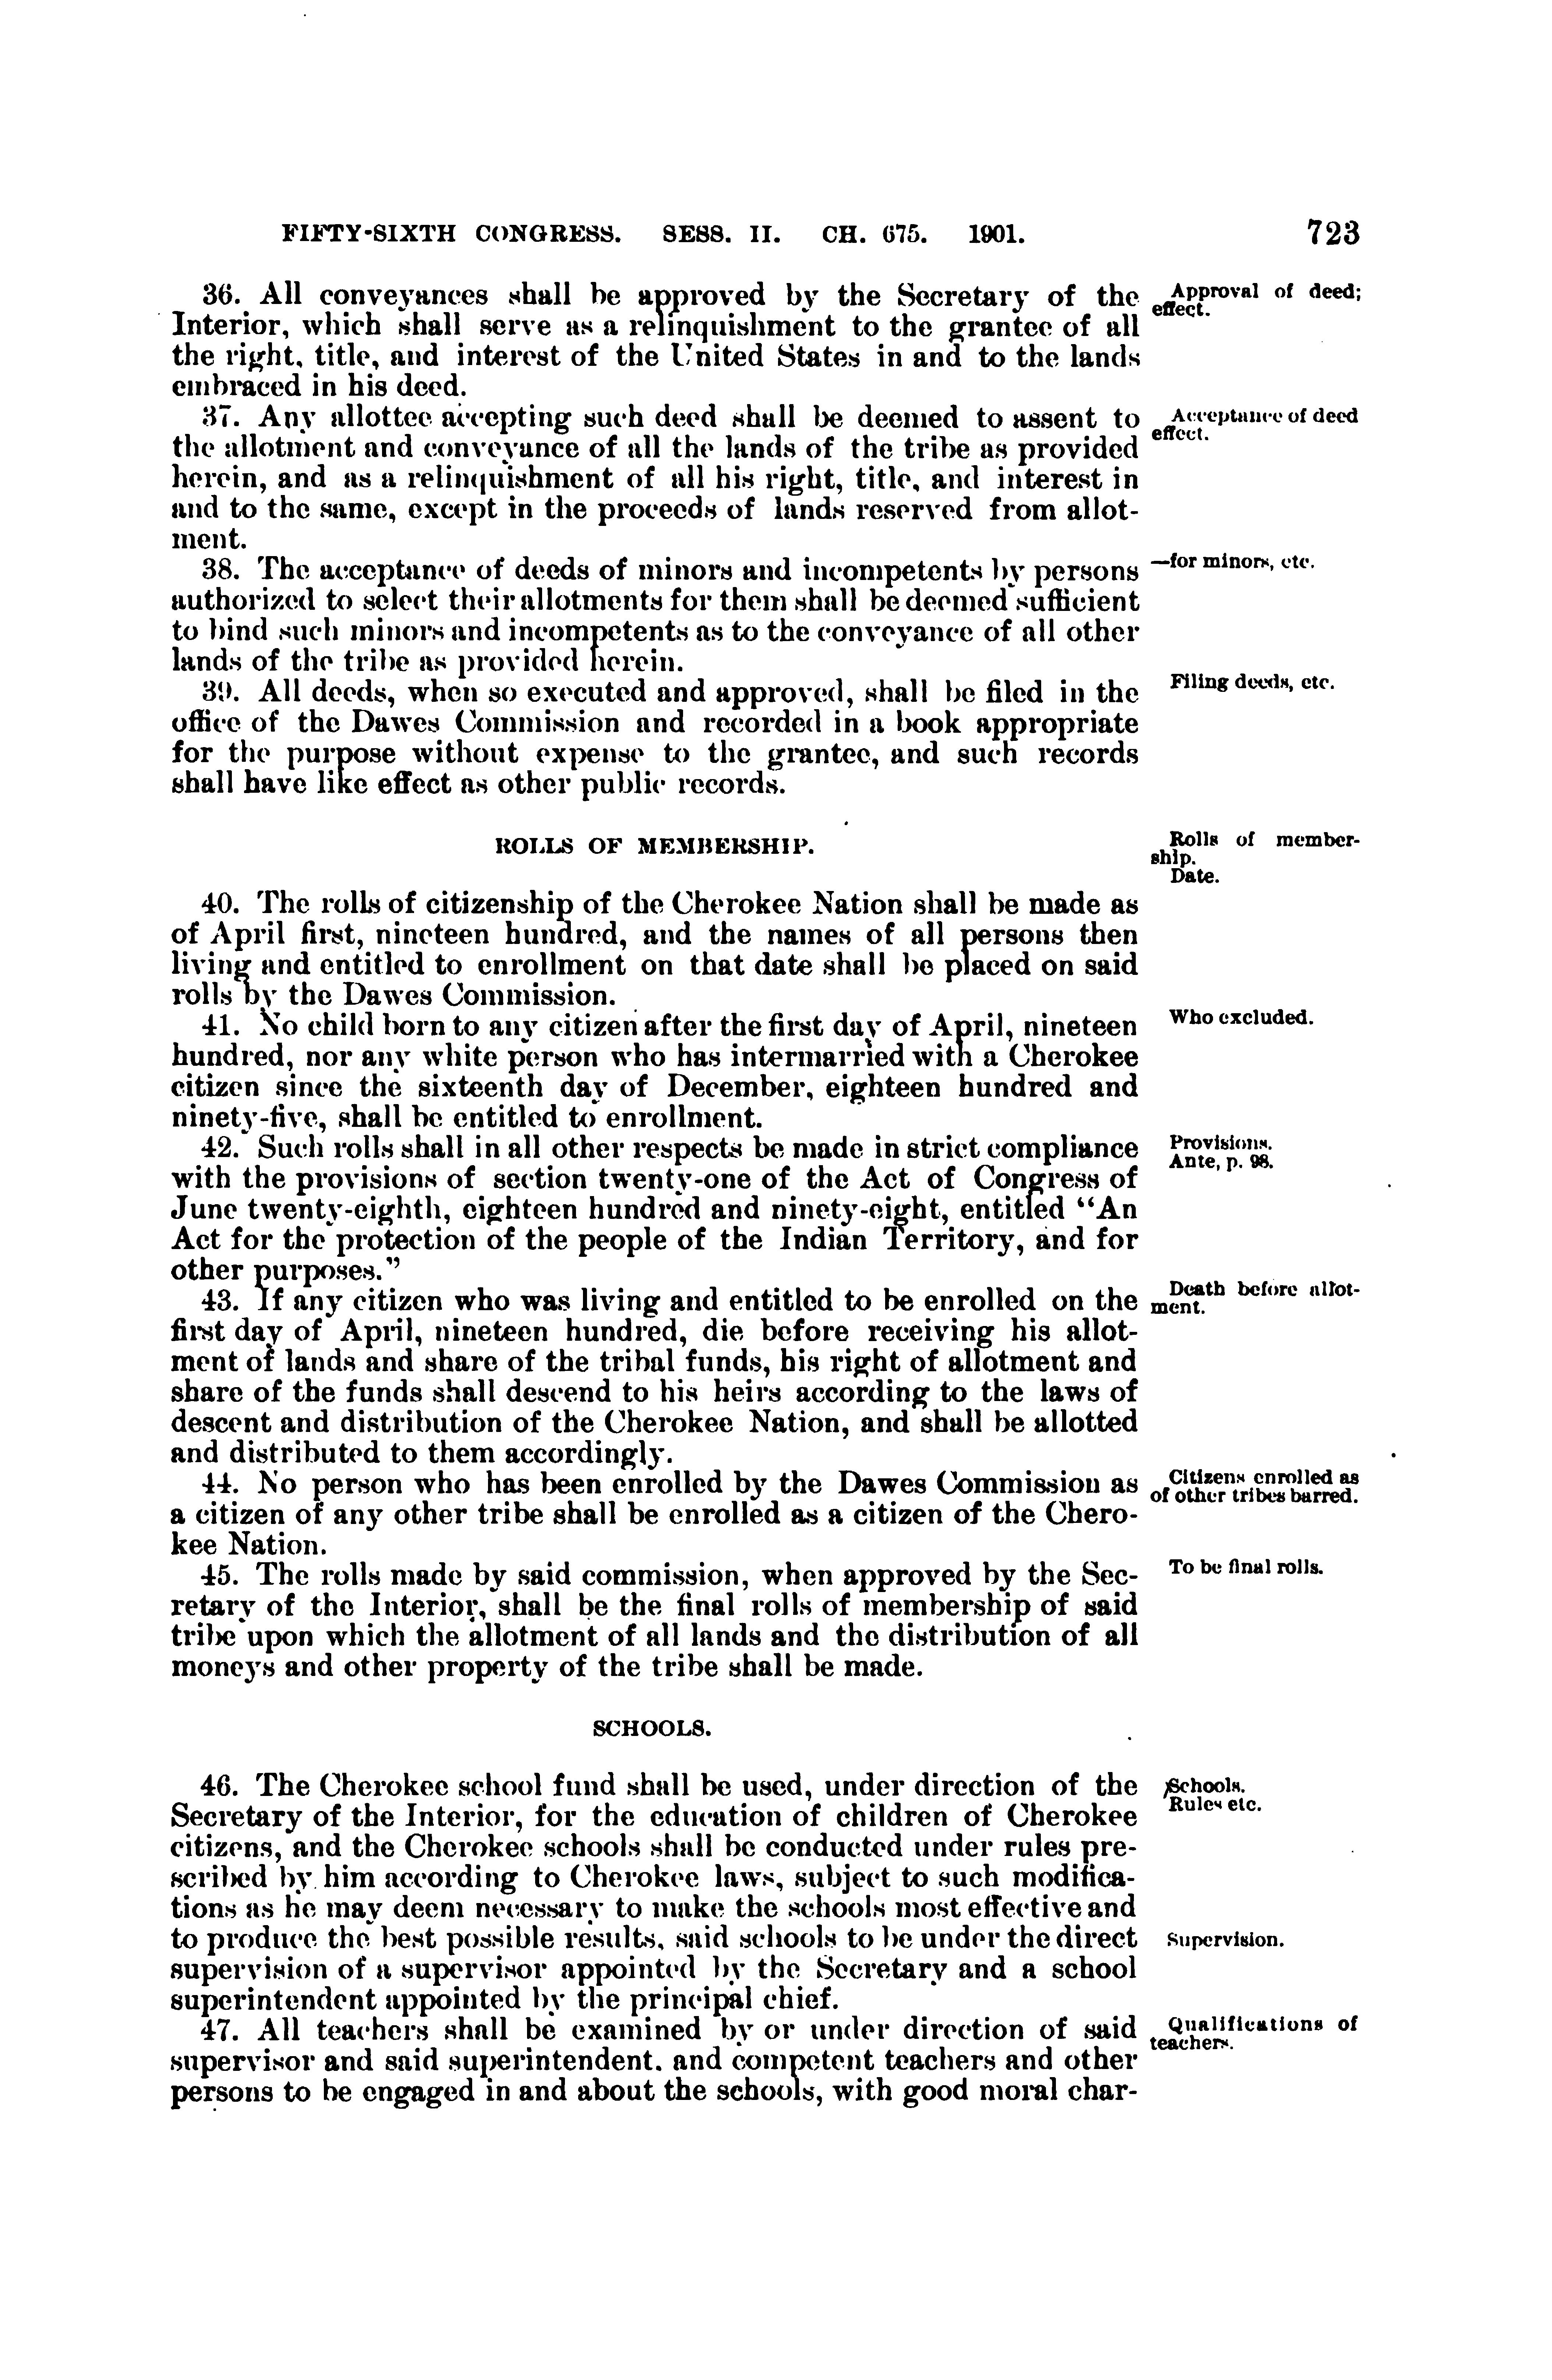 FIFTY-SIXTH CONGRESS. SESS. II. CH. 675. 1901. 723
36. All conveyances shall be approved by the Secretary of the
Interior, which shall serve as a relinquishment to the grantee of all
the right, title, and interest of the United States in and to the lands
embraced in his deed.
Approval of deed;
effect.
37. Any allottee accepting such deed shall be deemed to assent to
the allotment and conveyance of all the lands of the tribe as provided
herein, and as a relinquishment of all his right, title, and interest in
and to the same, except in the proceeds of lands reserved from allot-
ment.
Acceptance of deed
effect.
38. The acceptance of deeds of minors and incompetents by persons
authorized to select their allotments for them shall be deemed sufficient
to bind such minors and incompetents as to the conveyance of all other
lands of the tribe as provided herein.
—for minors, etc.
39. All deeds, when so executed and approved, shall be filed in the
office of the Dawes Commission and recorded in a book appropriate
for the purpose without expense to the grantee, and such records
shall have like effect as other public records.
Filing deeds, etc.
ROLLS OF MEMBERSHIP.
Rolls of member-
ship.
Date.
40. The rolls of citizenship of the Cherokee Nation shall be made as
of April first, nineteen hundred, and the names of all persons then
living and entitled to enrollment on that date shall be placed on said
rolls by the Dawes Commission.
41. No child born to any citizen after the first day of April, nineteen
hundred, nor any white person who has intermarried with a Cherokee
citizen since the sixteenth day of December, eighteen hundred and
ninety-five, shall be entitled to enrollment.
Who excluded.
42. Such rolls shall in all other respects be made in strict compliance
with the provisions of section twenty-one of the Act of Congress of
June twenty-eighth, eighteen hundred and ninety-eight, entitled "An
Act for the protection of the people of the Indian Territory, and for
other purposes."
Provisions.
Ante, p. 98.
43. If any citizen who was living and entitled to be enrolled on the
first day of April, nineteen hundred, die before receiving his allot-
ment of lands and share of the tribal funds, his right of allotment and
share of the funds shall descend to his heirs according to the laws of
descent and distribution of the Cherokee Nation, and shall be allotted
and distributed to them accordingly.
Death before allot-
ment.
44. No person who has been enrolled by the Dawes Commission as
a citizen of any other tribe shall be enrolled as a citizen of the Chero-
kee Nation.
Citizens enrolled as
of other tribes barred.
45. The rolls made by said commission, when approved by the Sec-
retary of the Interior, shall be the final rolls of membership of said
tribe upon which the allotment of all lands and the distribution of all
moneys and other property of the tribe shall be made.
To be final rolls.
SCHOOLS.
46. The Cherokee school fund shall be used, under direction of the
Secretary of the Interior, for the education of children of Cherokee
citizens, and the Cherokee schools shall be conducted under rules pre-
scribed by him according to Cherokee laws, subject to such modifica-
tions as he may deem necessary to make the schools most effective and
to produce the best possible results, said schools to be under the direct
supervision of a supervisor appointed by the Secretary and a school
superintendent appointed by the principal chief.
Schools.
Rules etc.
Supervision.
47. All teachers shall be examined by or under direction of said
supervisor and said superintendent. and competent teachers and other
persons to be engaged in and about the schools, with good moral char-
Qualifications of
teachers.